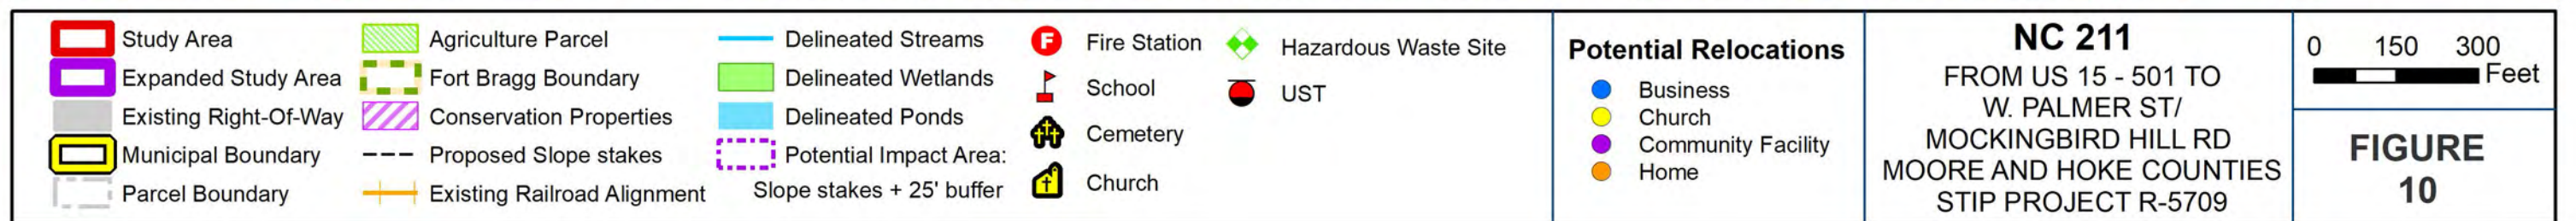 Study Area
Expanded Study Area
Existing Right-Of-Way
Municipal Boundary
Parcel Boundary
Agriculture Parcel
Fort Bragg Boundary
Conservation Properties
Proposed Slope stakes
Existing Railroad Alignment
Delineated Streams
Delineated Wetlands
Delineated Ponds
Potential Impact Area:
Slope stakes + 25' buffer
F
Fire Station
School
Cemetery
Church
Hazardous Waste Site
UST
Potential Relocations
Business
Church
Community Facility
Home
NC 211
FROM US 15 - 501 TO
W. PALMER ST/
MOCKINGBIRD HILL RD
MOORE AND HOKE COUNTIES
STIP PROJECT R-5709
0 150 300
Feet
FIGURE
10